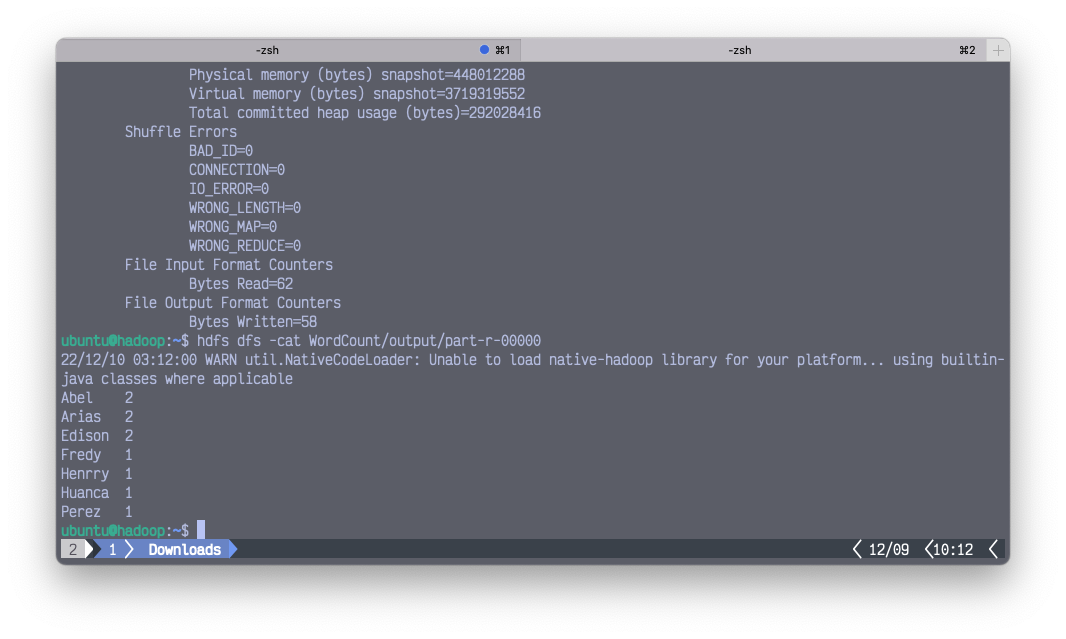 -zsh ⌘1 -zsh ⌘2
Physical memory (bytes) snapshot=448012288
Virtual memory (bytes) snapshot=3719319552
Total committed heap usage (bytes)=292028416
Shuffle Errors
BAD_ID=0
CONNECTION=0
IO_ERROR=0
WRONG_LENGTH=0
WRONG_MAP=0
WRONG_REDUCE=0
File Input Format Counters
Bytes Read=62
File Output Format Counters
Bytes Written=58
ubuntu@hadoop:~$ hdfs dfs -cat WordCount/output/part-r-00000
22/12/10 03:12:00 WARN util.NativeCodeLoader: Unable to load native-hadoop library for your platform... using builtin-
java classes where applicable
Abel 2
Arias 2
Edison 2
Fredy 1
Henrry 1
Huanca 1
Perez 1
ubuntu@hadoop:~$
2 1 Downloads 12/09 10:12